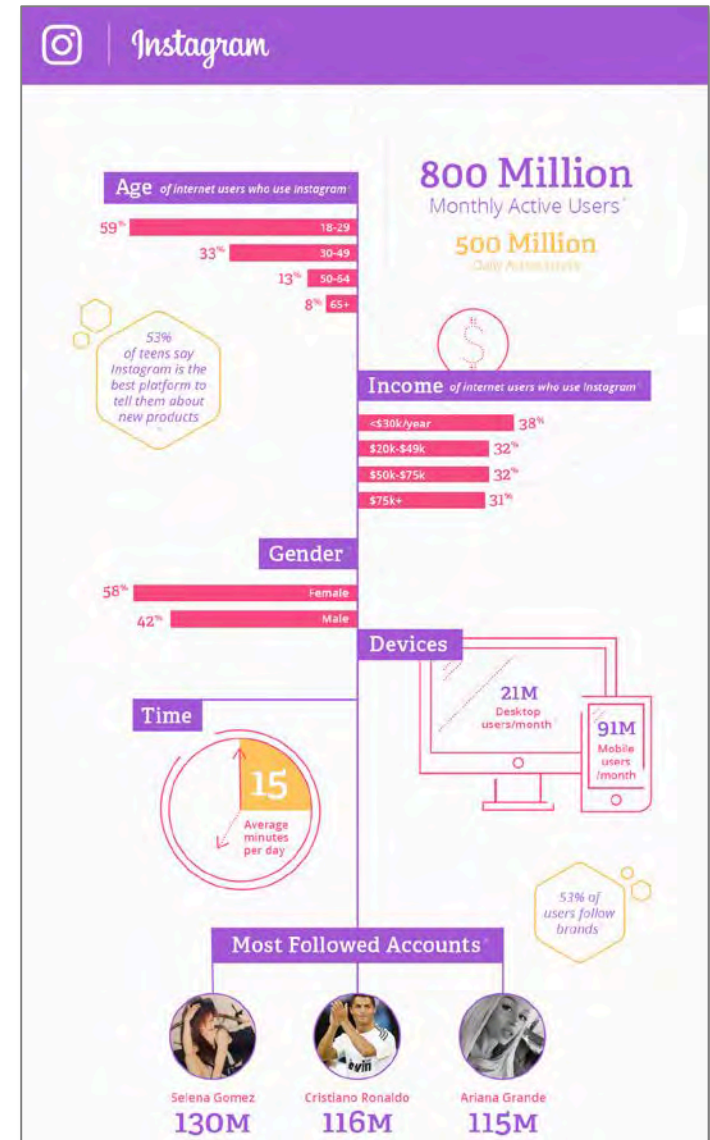 Instagram
800 Million
Monthly Active Users
500 Million
Daily Active Users
Age of internet users who use instagram
59% 18-29
33% 30-49
13% 50-64
8% 65+
53%
of teens say
Instagram is the
best platform to
tell them about
new products
Income of internet users who use Instagram
<$30k/year 38%
$20k-$49k 32%
$50k-$75k 32%
$75k+ 31%
Gender
58% Female
42% Male
Devices
21M
Desktop
users/month
91M
Mobile
users
/month
Time
15
Average
minutes
per day
53% of
users follow
brands
Most Followed Accounts
evin
Selena Gomez
130M
Cristiano Ronaldo
116M
Ariana Grande
115M